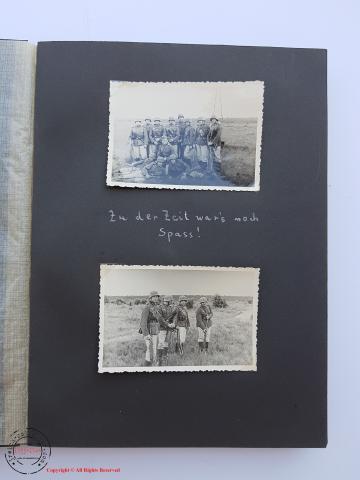 Zu der Zeit war's noch
Spass!
Copyright © All Rights Reserved